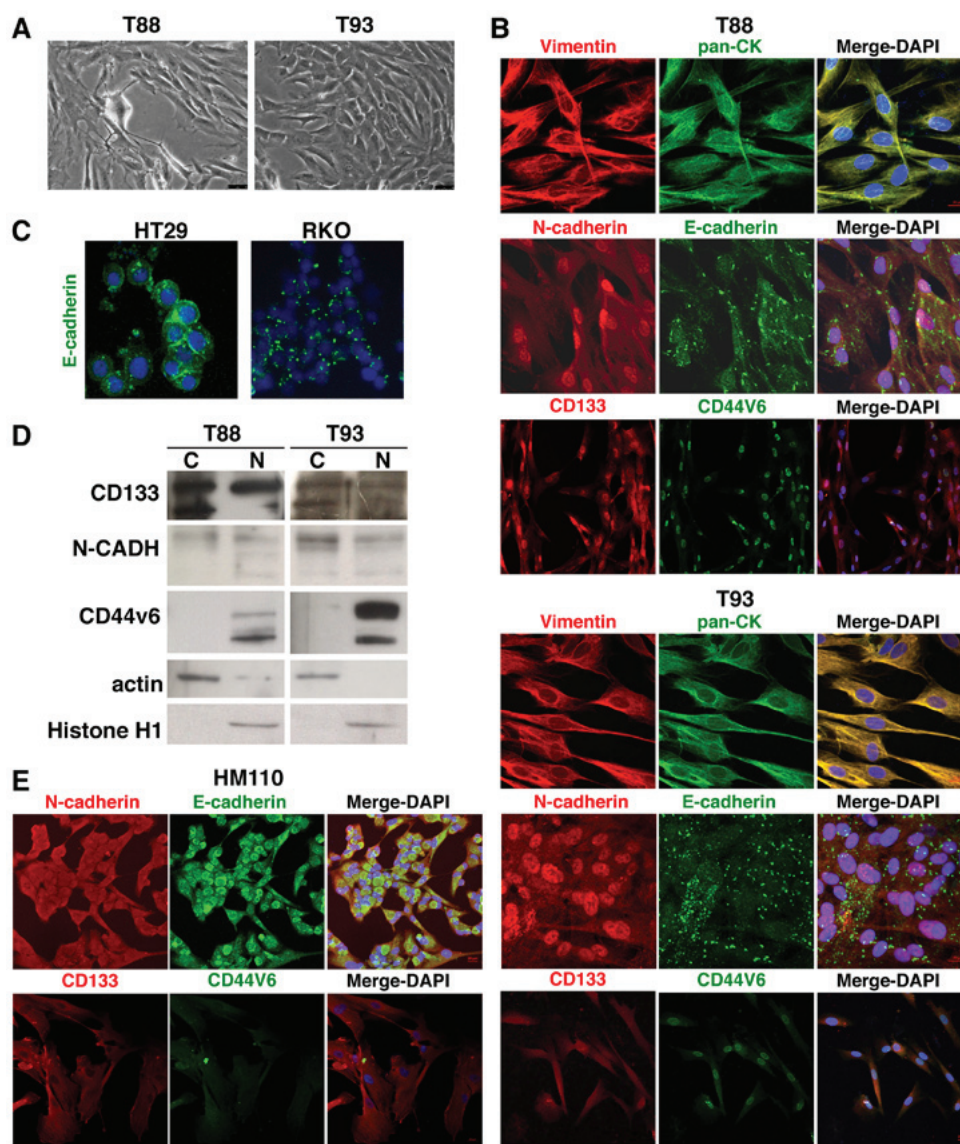 A
T88 T93
B
T88
Vimentin pan-CK Merge-DAPI
N-cadherin E-cadherin Merge-DAPI
CD133 CD44V6 Merge-DAPI
T93
Vimentin pan-CK Merge-DAPI
N-cadherin E-cadherin Merge-DAPI
CD133 CD44V6 Merge-DAPI
C
HT29 RKO
E-cadherin
D
T88 T93
C N C N
CD133
N-CADH
CD44v6
actin
Histone H1
E
HM110
N-cadherin E-cadherin Merge-DAPI
CD133 CD44V6 Merge-DAPI